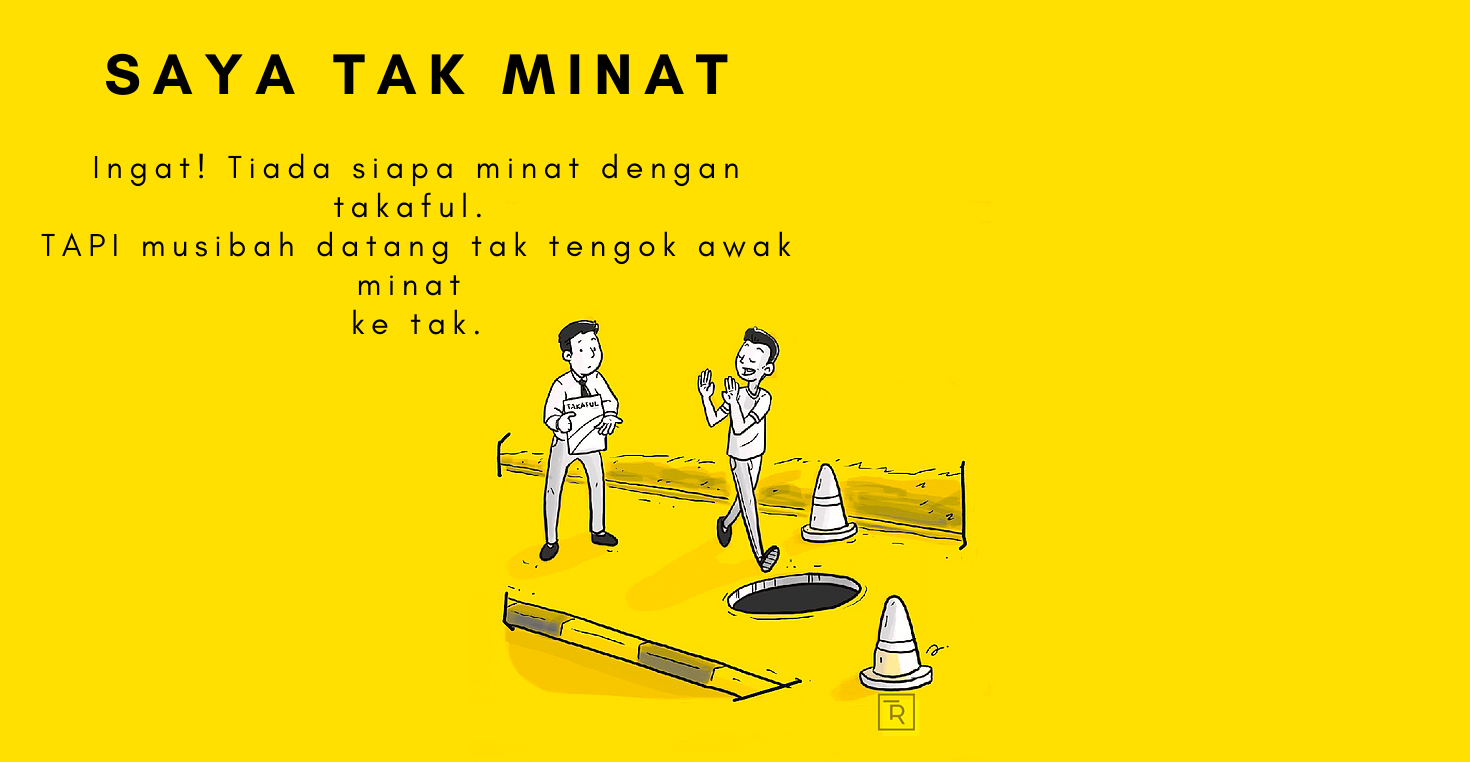 SAYA TAK MINAT
Ingat! Tiada siapa minat dengan
takaful.
TAPI musibah datang tak tengok awak
minat
ke tak.
TAKAFUL
R